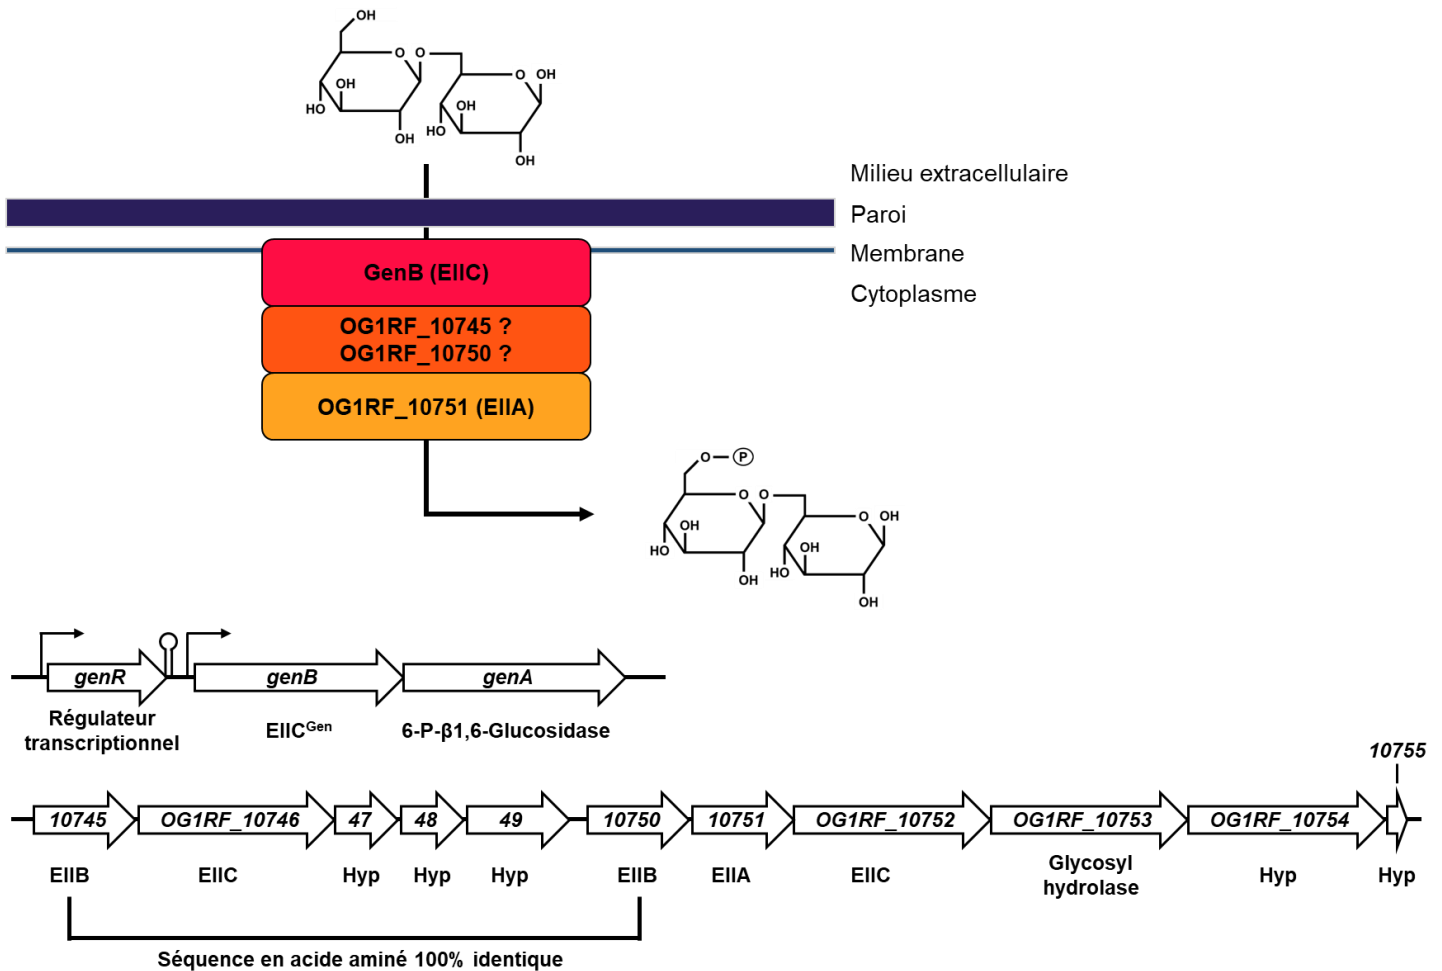 OH
O
O
O
OH
OH
OH
HO
OH
HO
OH
OH
Milieu extracellulaire
Paroi
Membrane
Cytoplasme
GenB (EIIC)
OG1RF_10745 ?
OG1RF_10750 ?
OG1RF_10751 (EIIA)
O
P
O
O
O
OH
OH
OH
HO
OH
HO
OH
OH
genR
genB
genA
Régulateur
transcriptionnel
EIICGen
6-P-β1,6-Glucosidase
10755
10745
OG1RF_10746
47
48
49
10750
10751
OG1RF_10752
OG1RF_10753
OG1RF_10754
EIIB
EIIC
Hyp
Hyp
Hyp
EIIB
EIIA
EIIC
Glycosyl
hydrolase
Hyp
Hyp
Séquence en acide aminé 100% identique